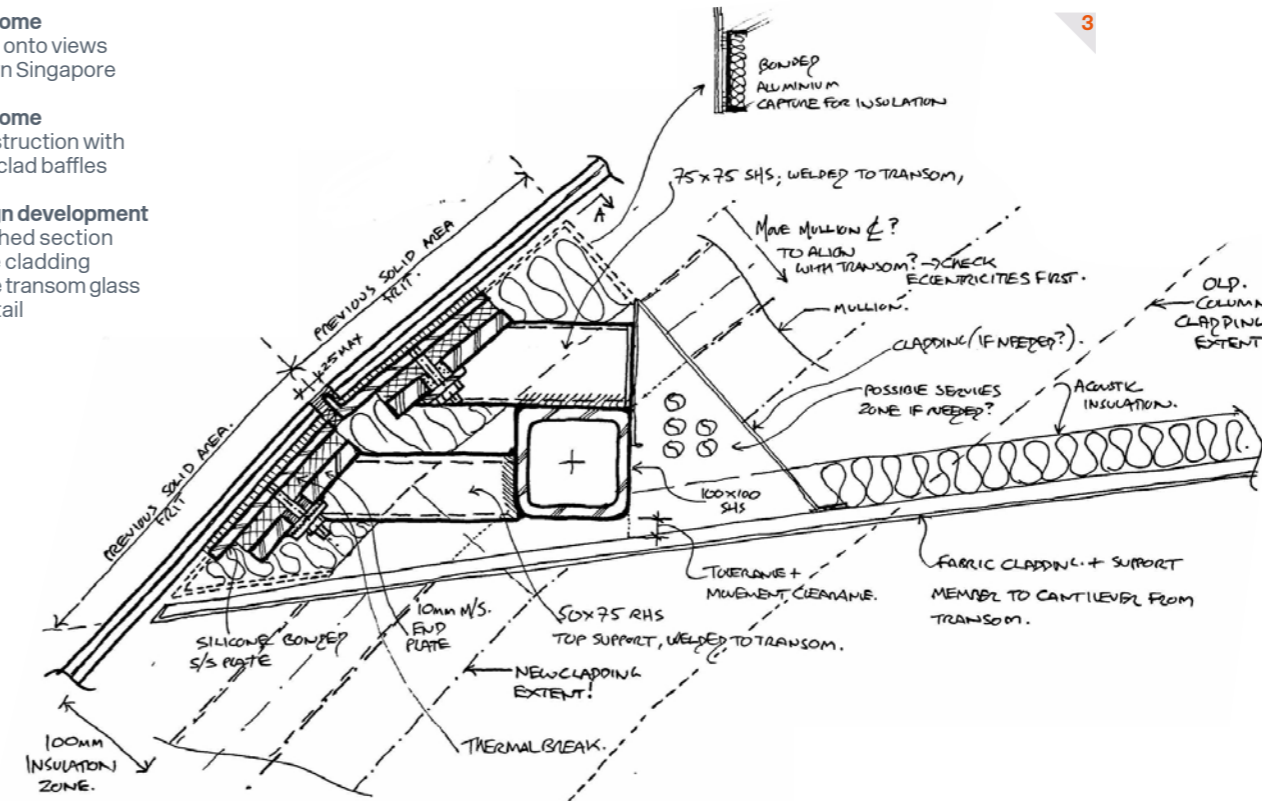 ome
onto views
n Singapore
ome
struction with
clad baffles
n development
hed section
cladding
transom glass
ail
3
BONDED
ALUMINIUM
CAPTURE FOR INSULATION
75x75 SHS; WELDED TO TRANSOM,
A
MOVE MULLION ℄?
TO ALIGN
WITH TRANSOM? → CHECK
ECCENTRICITIES FIRST.
MULLION.
OLD.
COLUMN
CLADDING
EXTENT
CLADDING (IF NEEDED?).
POSSIBLE SERVICES
ZONE IF NEEDED?
ACOUSTIC
INSULATION.
PREVIOUS SOLID AREA
FRIT.
25 MAX
PREVIOUS SOLID AREA.
FRIT
100x100
SHS
TOLERANCE +
MOVEMENT CLEARANCE.
FABRIC CLADDING. + SUPPORT
MEMBER TO CANTILEVER FROM
TRANSOM.
SILICONE BONDED
S/S PLATE
10mm M/S.
END
PLATE
50x75 RHS
TOP SUPPORT, WELDED TO TRANSOM.
NEW CLADDING
EXTENT!
THERMAL BREAK.
100MM
INSULATION
ZONE.